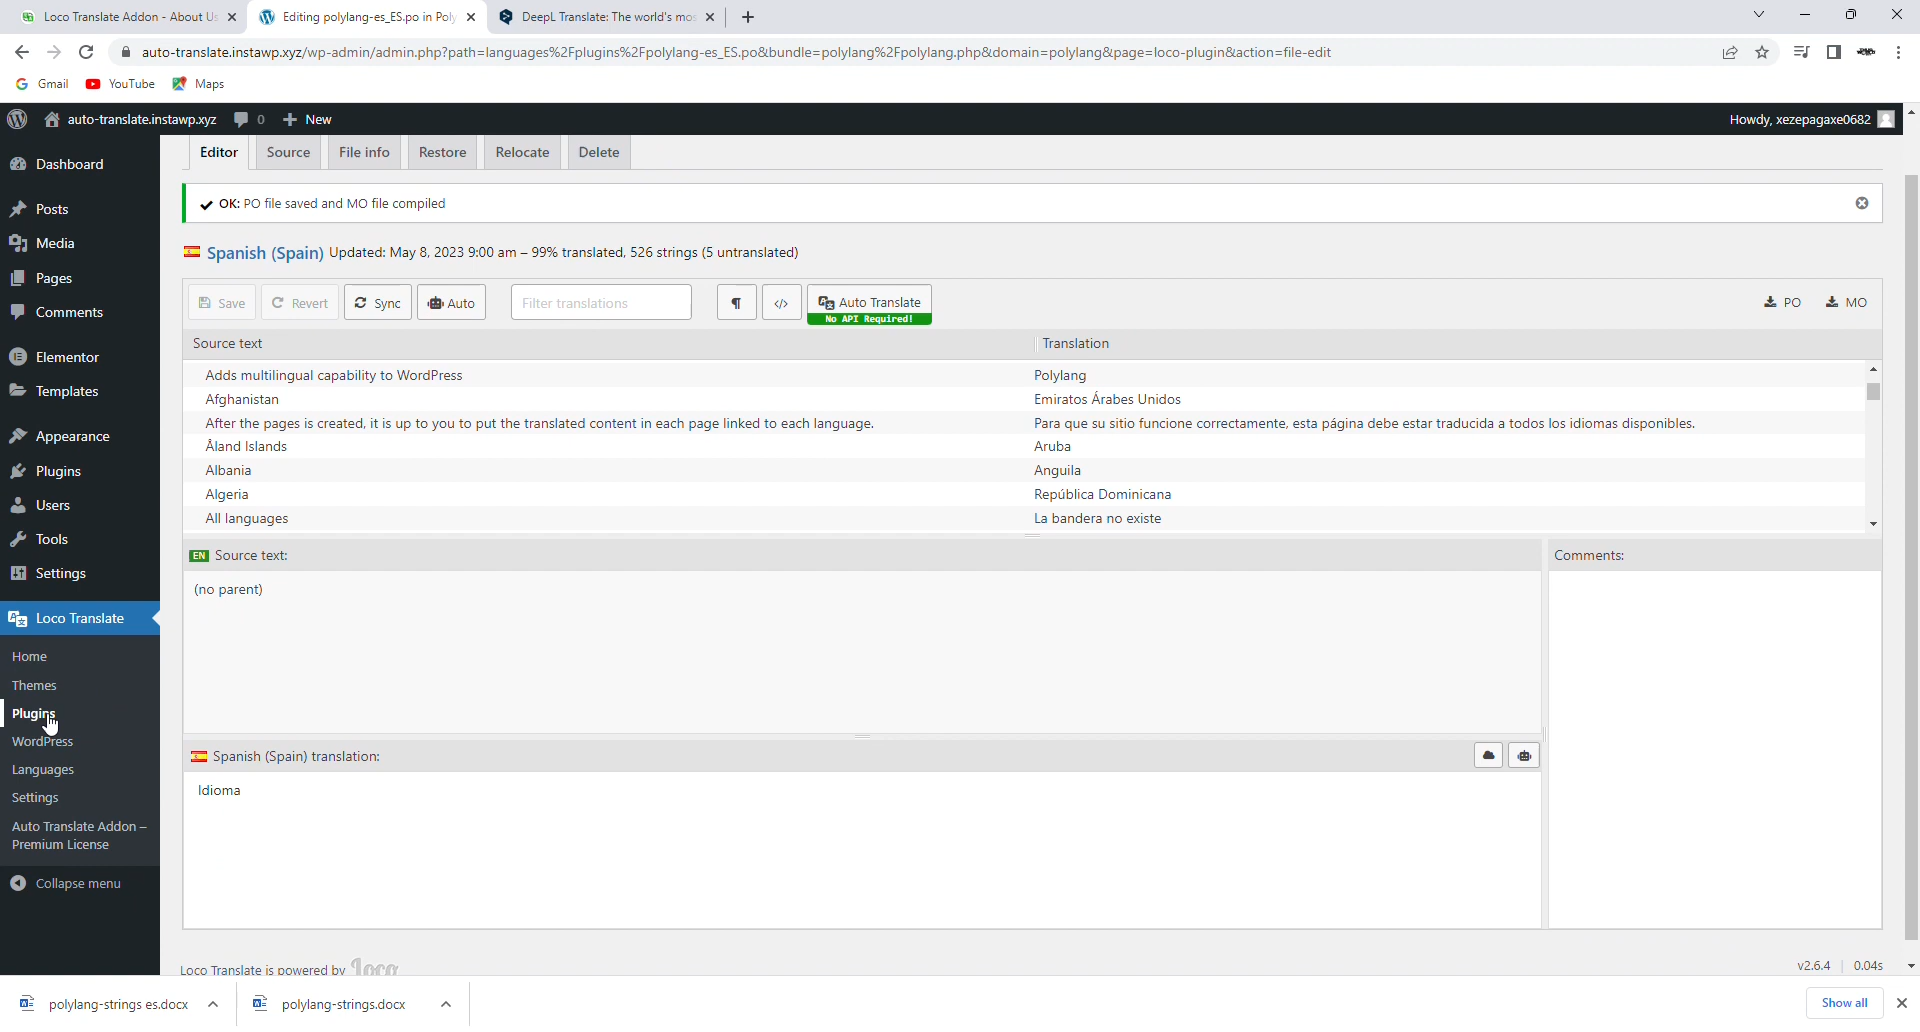 Loco Translate Addon - About Us
Editing polylang-es_ES.po in Poly
DeepL Translate: The world's mos
auto-translate.instawp.xyz/wp-admin/admin.php?path=languages%2Fplugins%2Fpolylang-es_ES.po&bundle=polylang%2Fpolylang.php&domain=polylang&page=loco-plugin&action=file-edit
Gmail YouTube Maps
auto-translate.instawp.xyz 0 New Howdy, xezepagaxe0682
Dashboard
Posts
Media
Pages
Comments
Elementor
Templates
Appearance
Plugins
Users
Tools
Settings
Loco Translate
Home
Themes
Plugins
WordPress
Languages
Settings
Auto Translate Addon –
Premium License
Collapse menu
Editor Source File info Restore Relocate Delete
OK: PO file saved and MO file compiled
Spanish (Spain) Updated: May 8, 2023 9:00 am – 99% translated, 526 strings (5 untranslated)
Save Revert Sync Auto Filter translations ¶ </> Auto Translate PO MO
No API Required!
Source text Translation
Adds multilingual capability to WordPress Polylang
Afghanistan Emiratos Árabes Unidos
After the pages is created, it is up to you to put the translated content in each page linked to each language. Para que su sitio funcione correctamente, esta página debe estar traducida a todos los idiomas disponibles.
Åland Islands Aruba
Albania Anguila
Algeria República Dominicana
All languages La bandera no existe
EN Source text: Comments:
(no parent)
Spanish (Spain) translation:
Idioma
Loco Translate is powered by loco
v2.6.4 0.04s
polylang-strings es.docx polylang-strings.docx Show all